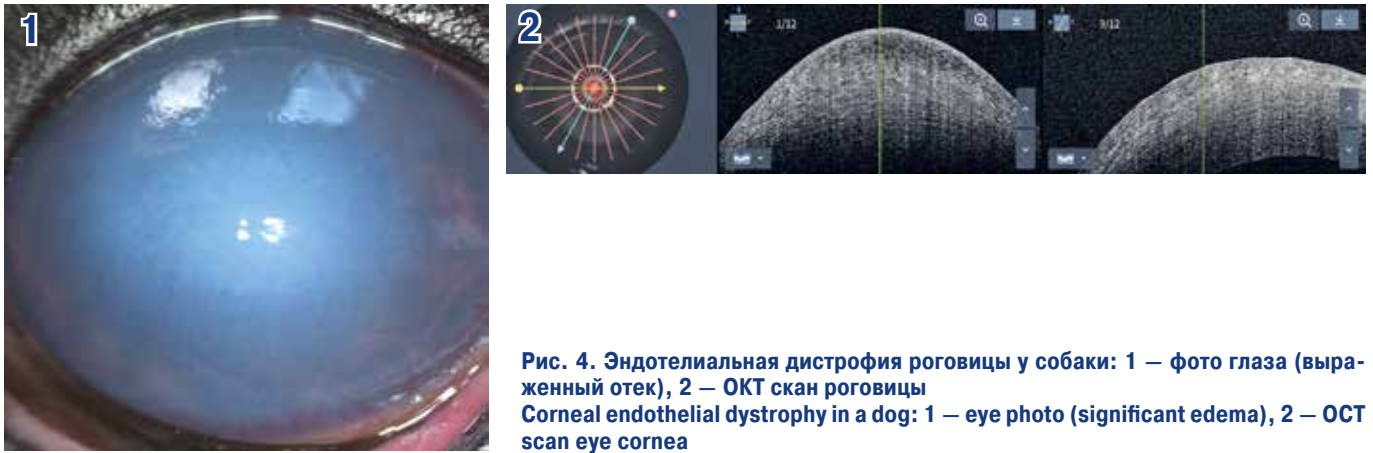 1
2
1/12
9/12
Рис. 4. Эндотелиальная дистрофия роговицы у собаки: 1 — фото глаза (выра-
женный отек), 2 — ОКТ скан роговицы
Corneal endothelial dystrophy in a dog: 1 — eye photo (significant edema), 2 — OCT
scan eye cornea